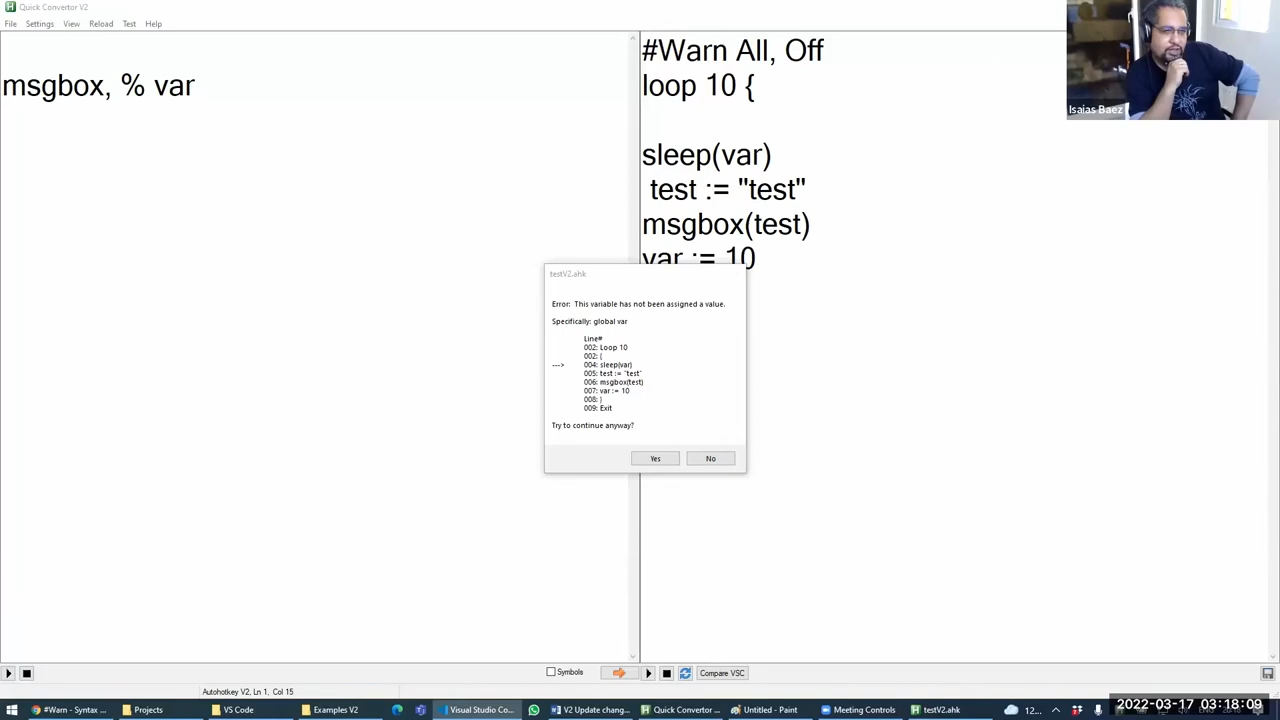 Quick Convertor V2
File Settings View Reload Test Help
msgbox, % var
#Warn All, Off
loop 10 {
sleep(var)
test := "test"
msgbox(test)
var := 10
Isaias Baez
testV2.ahk
Error: This variable has not been assigned a value.
Specifically: global var
Line#
002: Loop 10
002: {
---> 004: sleep(var)
005: test := "test"
006: msgbox(test)
007: var := 10
008: }
009: Exit
Try to continue anyway?
Yes No
Symbols
Compare VSC
Autohotkey V2, Ln 1, Col 15
#Warn - Syntax ...
Projects
VS Code
Examples V2
Visual Studio Co...
V2 Update chang...
Quick Convertor ...
Untitled - Paint
Meeting Controls
testV2.ahk
12...
2022-03-17 03:18:09